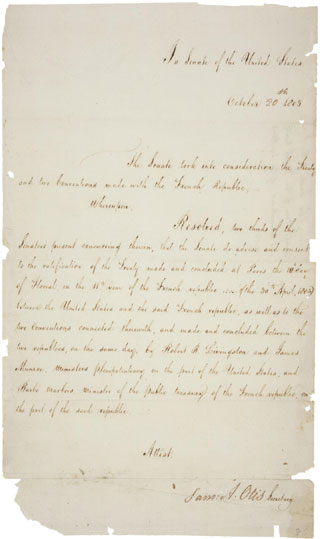 In Senate of the United States
October 20th 1803
The Senate took into consideration the Treaty
and two Conventions made with the French Republic,
Whereupon,
Resolved, two thirds of the
Senators present concurring therein, that the Senate do advise and consent
to the ratification of the Treaty made and concluded at Paris the
of Floreal, in the 11th year of the French republic (30th April, 1803)
between the United States and the said French republic, as well as to the
two Conventions connected therewith, and made and concluded between the
two republics, on the same day, by Robert R Livingston and James
Monroe, ministers plenipotentiary on the part of the United States, and
Barbé Marbois minister of the public treasury of the French republic, on
the part of the said republic.
Attest.
Sam A. Otis Secretary